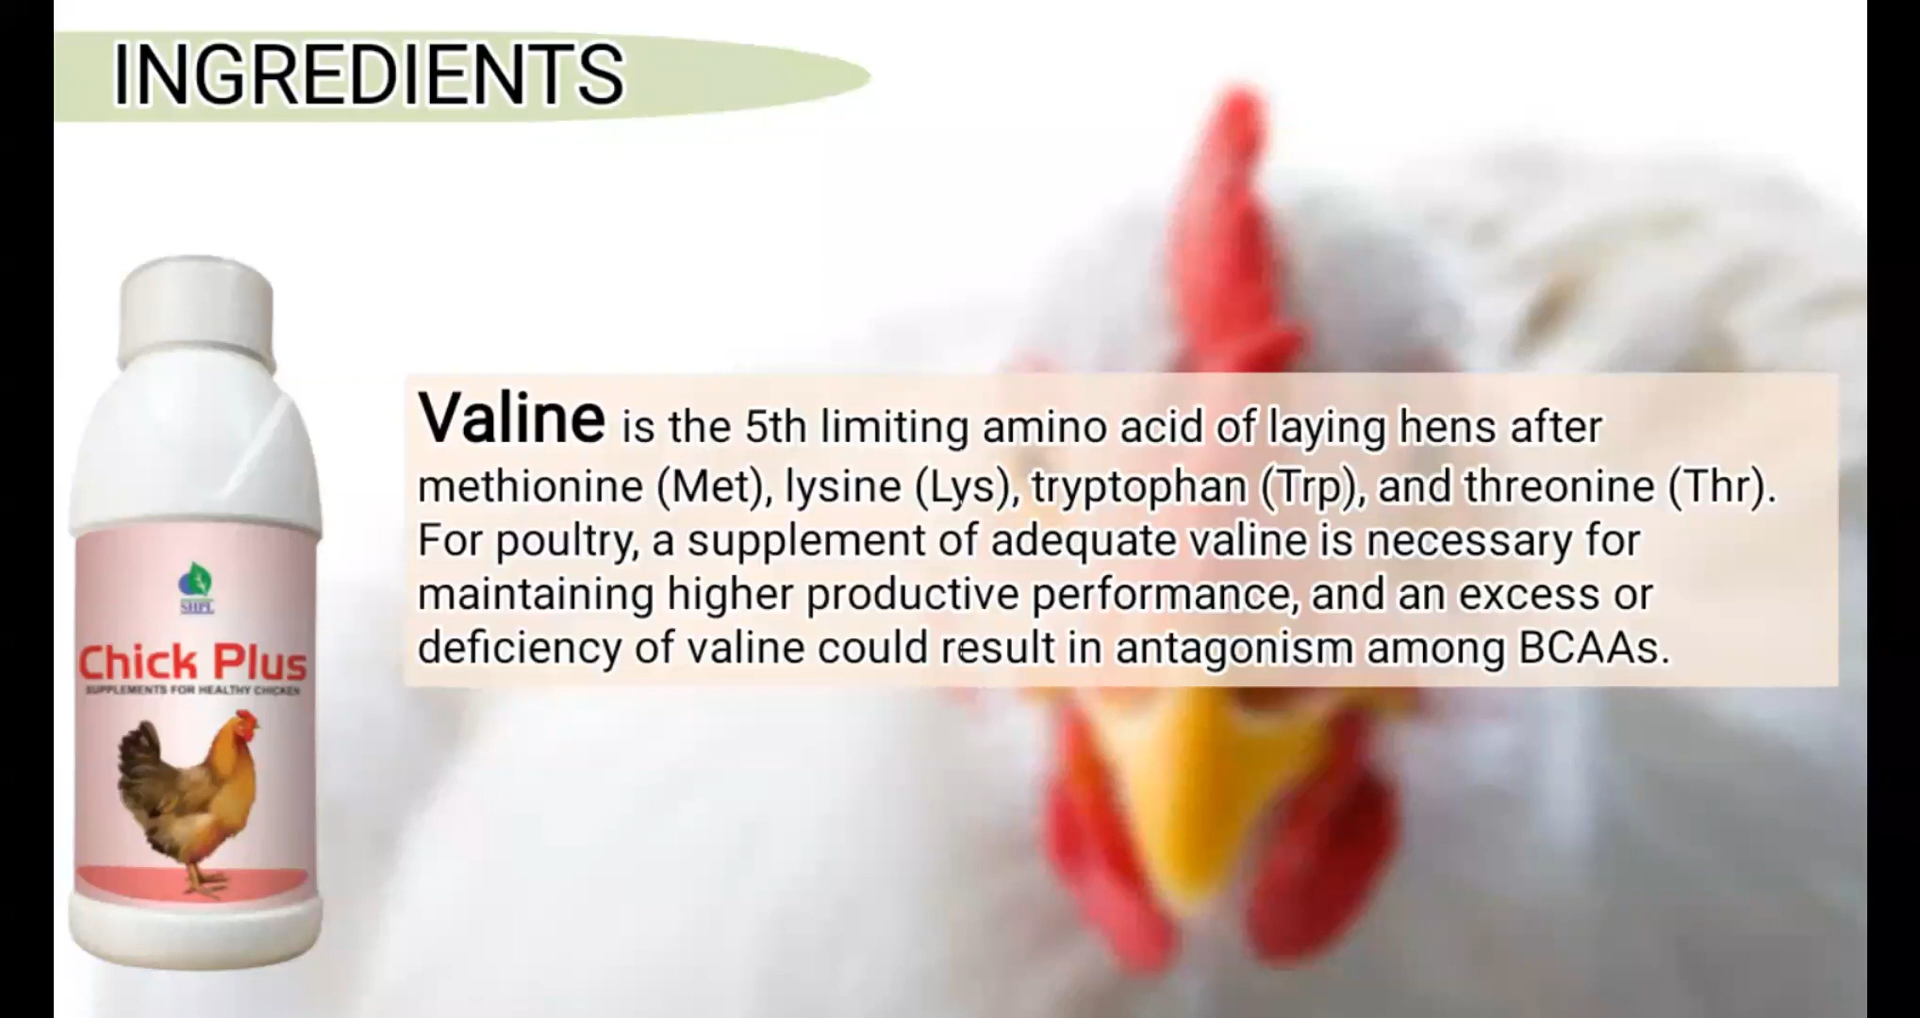 INGREDIENTS
Valine is the 5th limiting amino acid of laying hens after
methionine (Met), lysine (Lys), tryptophan (Trp), and threonine (Thr).
For poultry, a supplement of adequate valine is necessary for
maintaining higher productive performance, and an excess or
deficiency of valine could result in antagonism among BCAAs.
SHPL
Chick Plus
SUPPLEMENTS FOR HEALTHY CHICKEN